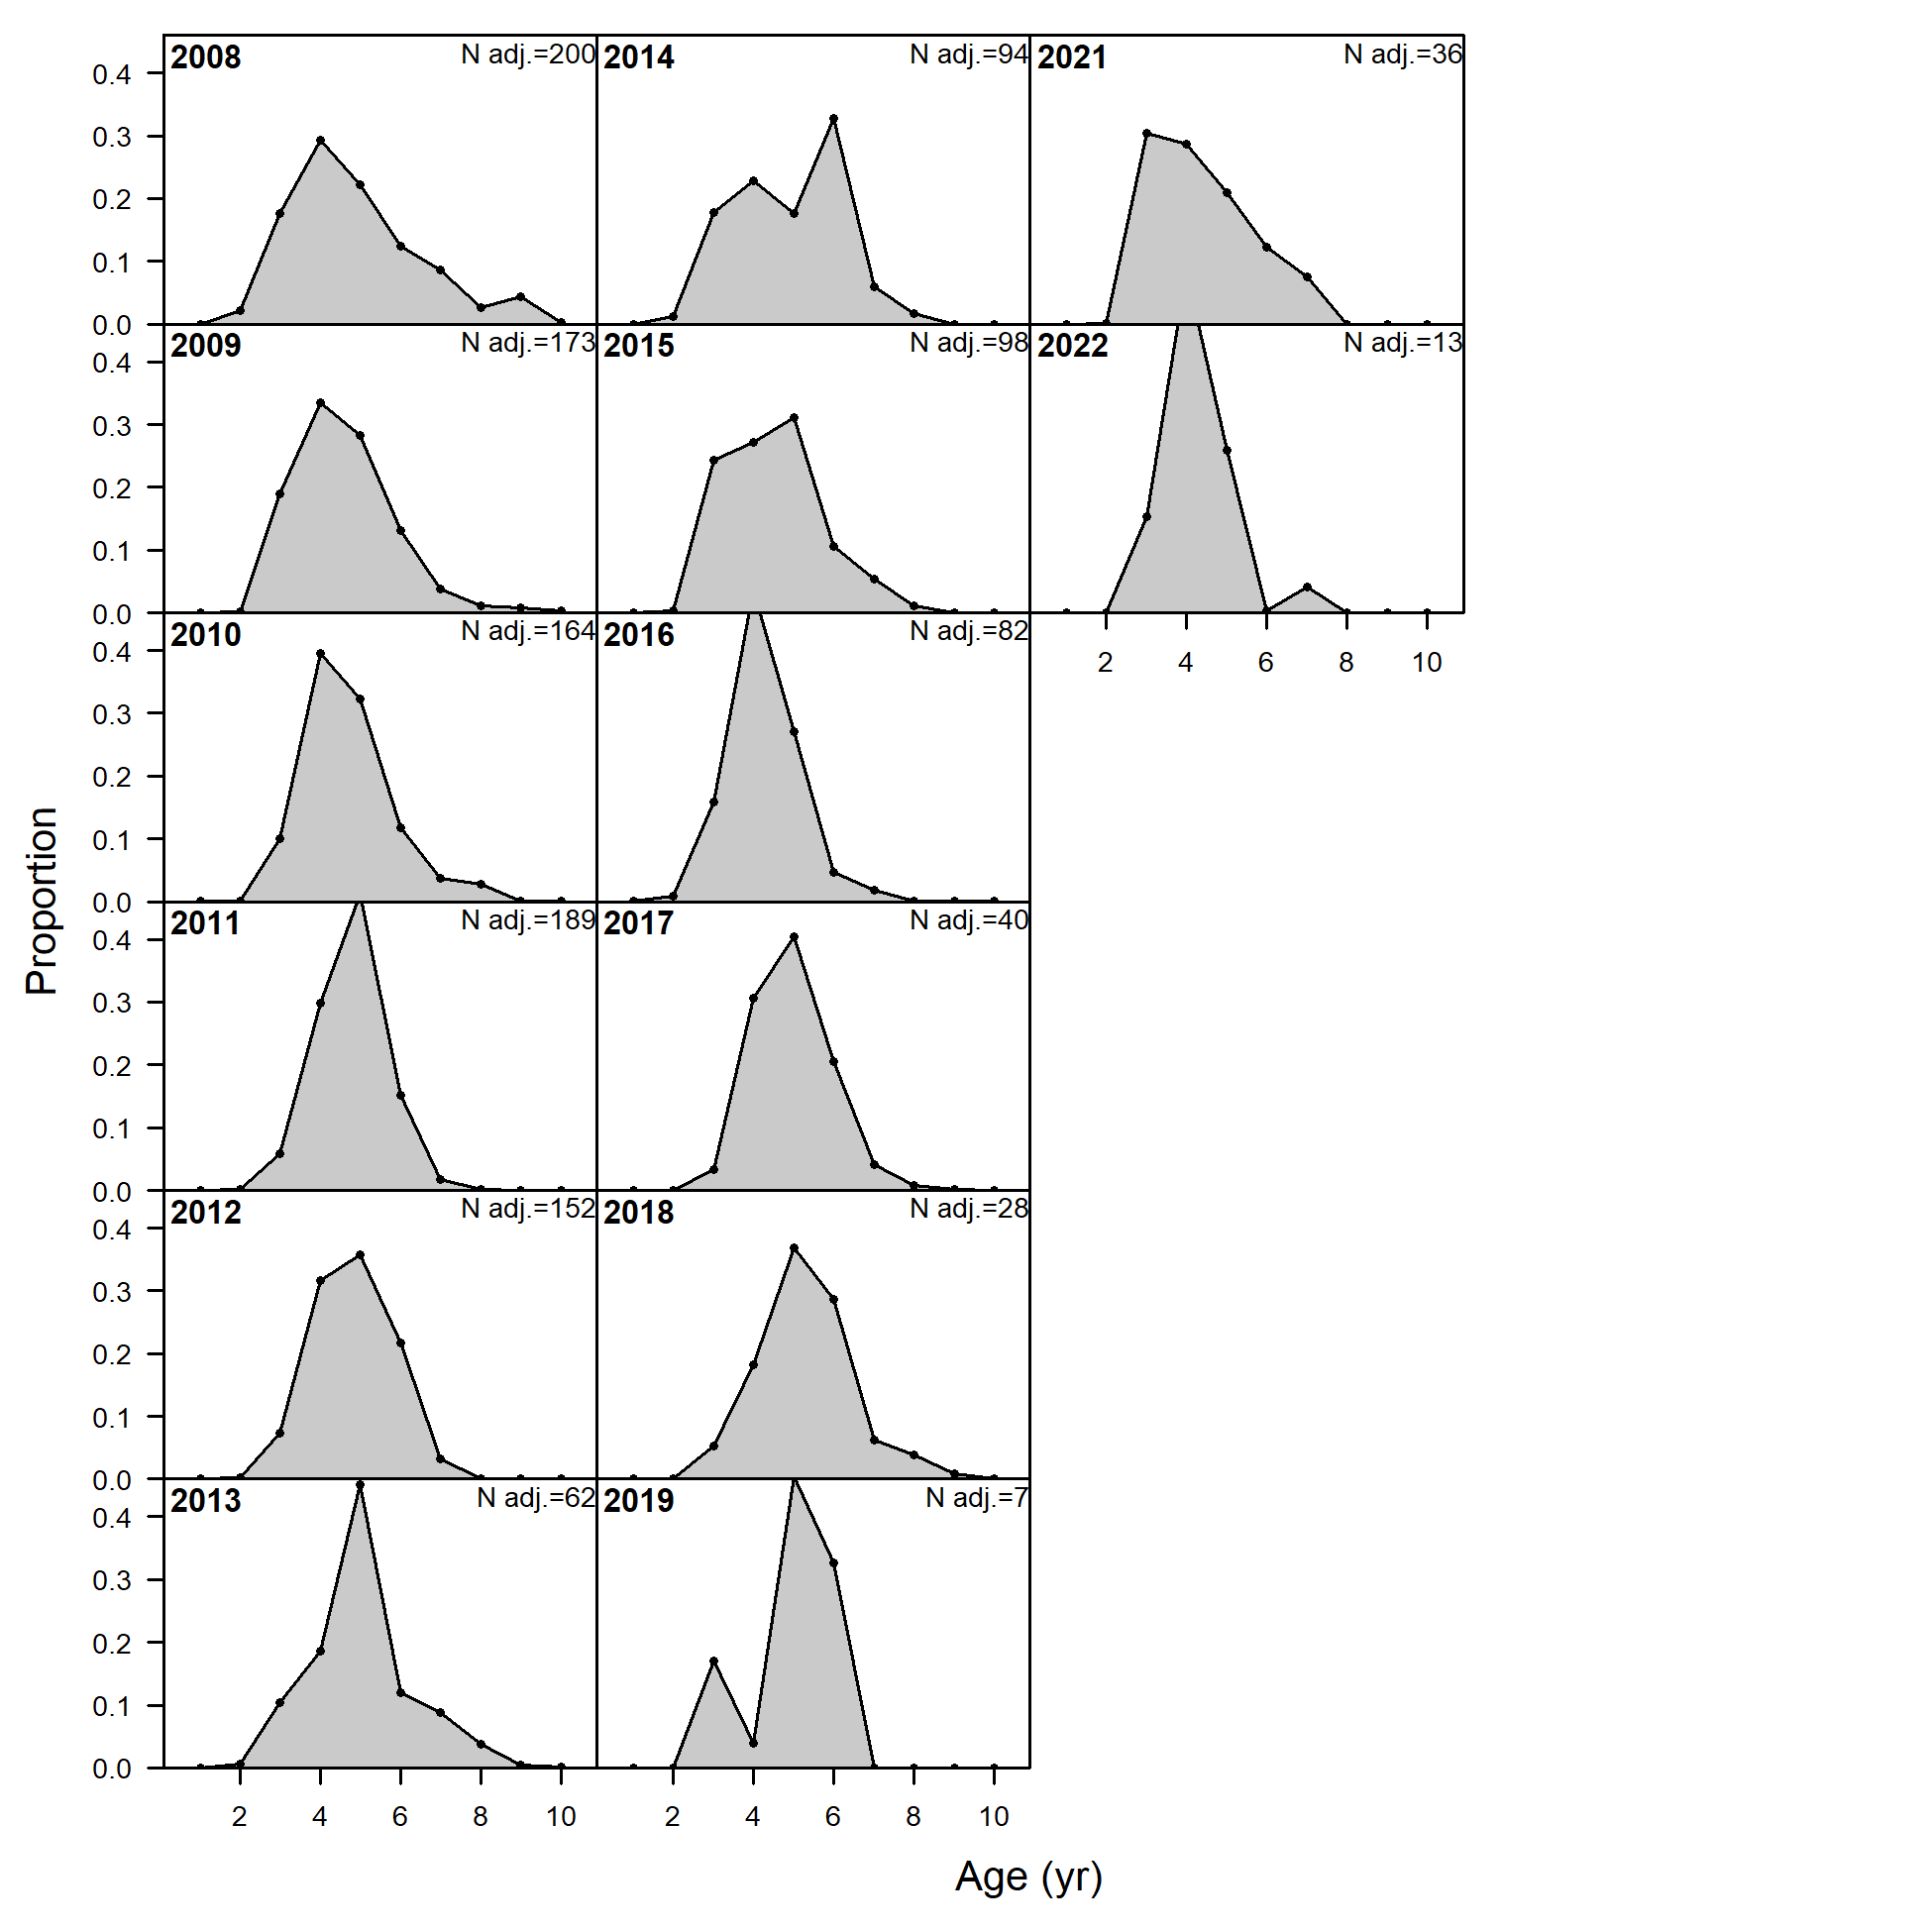 2008 N adj.=200
0.4
0.3
0.2
0.1
0.0
2009 N adj.=173
0.4
0.3
0.2
0.1
0.0
2010 N adj.=164
0.4
0.3
0.2
0.1
0.0
2011 N adj.=189
0.4
0.3
0.2
0.1
0.0
2012 N adj.=152
0.4
0.3
0.2
0.1
0.0
2013 N adj.=62
0.4
0.3
0.2
0.1
0.0
2 4 6 8 10
2014 N adj.=94
2015 N adj.=98
2016 N adj.=82
2017 N adj.=40
2018 N adj.=28
2019 N adj.=7
2 4 6 8 10
2021 N adj.=36
2022 N adj.=13
2 4 6 8 10
Proportion
Age (yr)